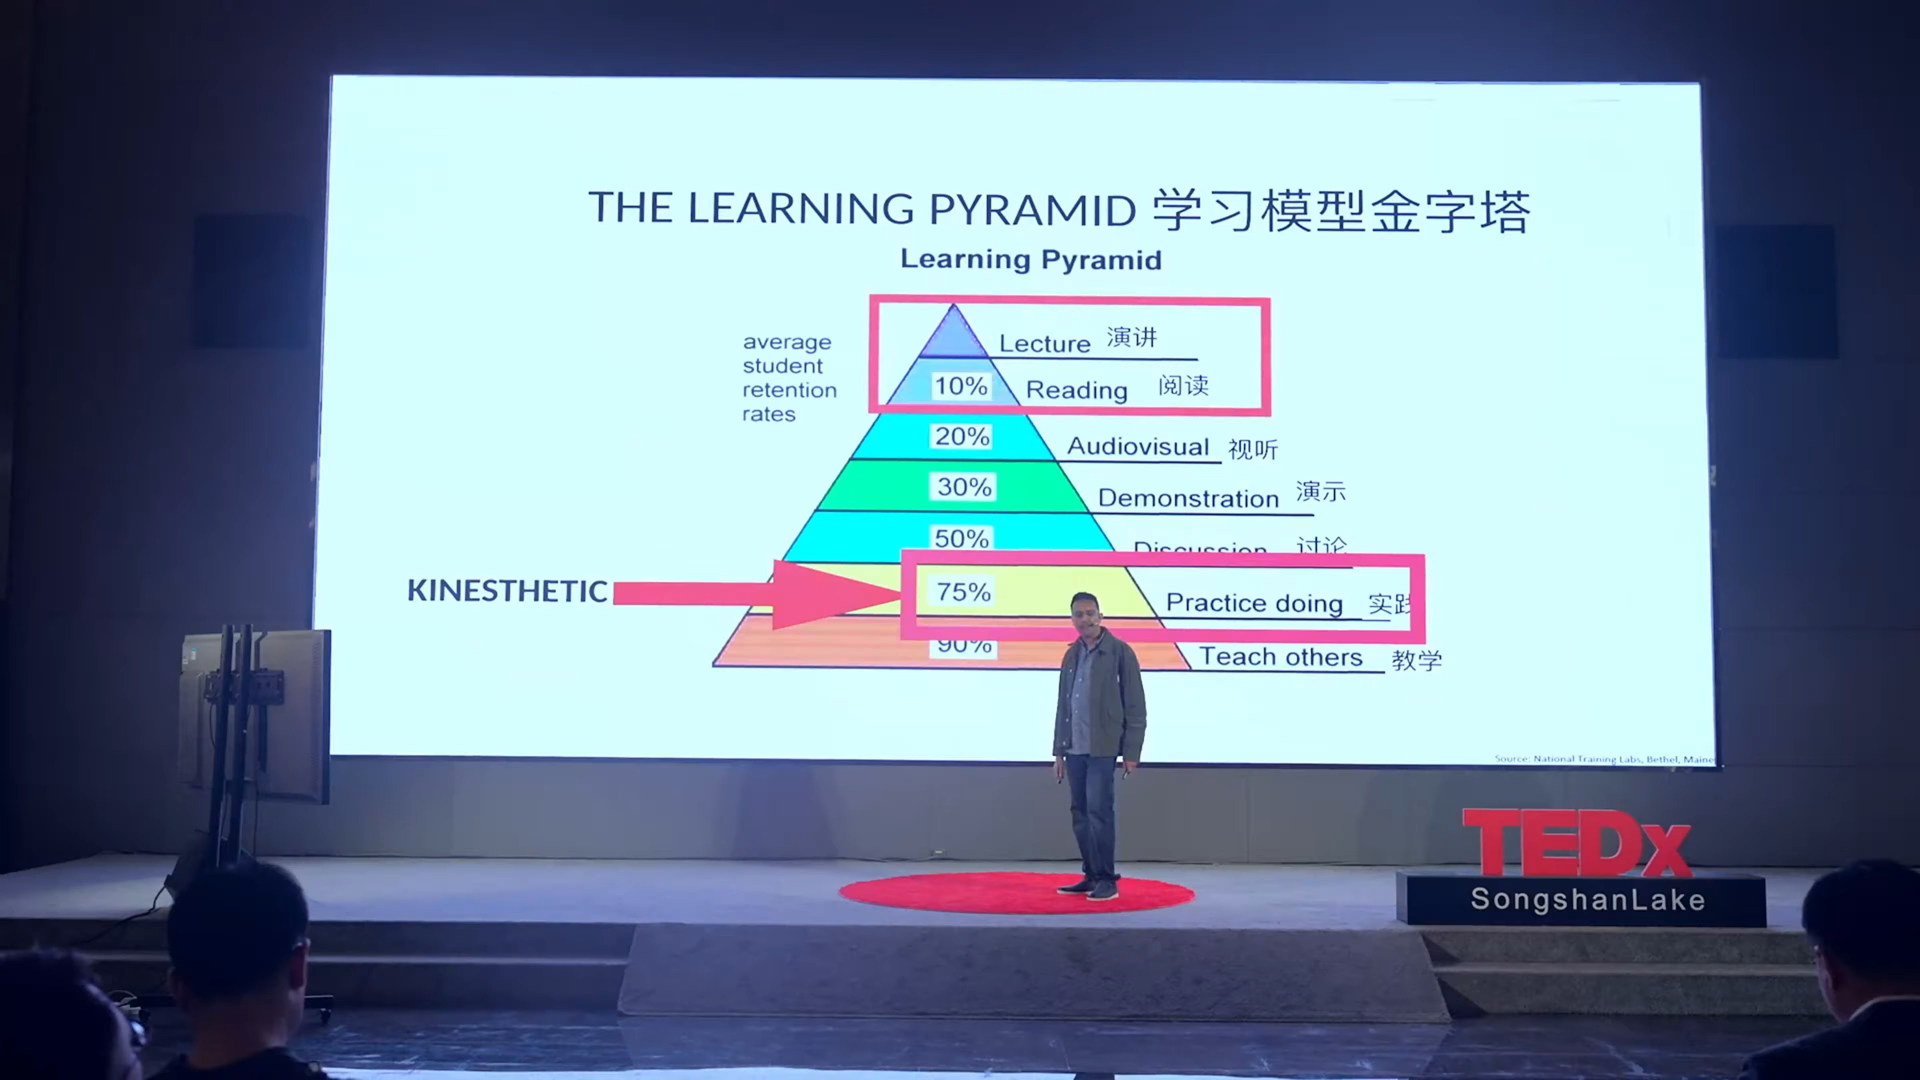 THE LEARNING PYRAMID 学习模型金字塔
Learning Pyramid
average
student
retention
rates
Lecture 演讲
10% Reading 阅读
20% Audiovisual 视听
30% Demonstration 演示
50% Discussion 讨论
KINESTHETIC 75% Practice doing 实践
90% Teach others 教学
Source: National Training Labs, Bethel, Maine
TEDx
SongshanLake